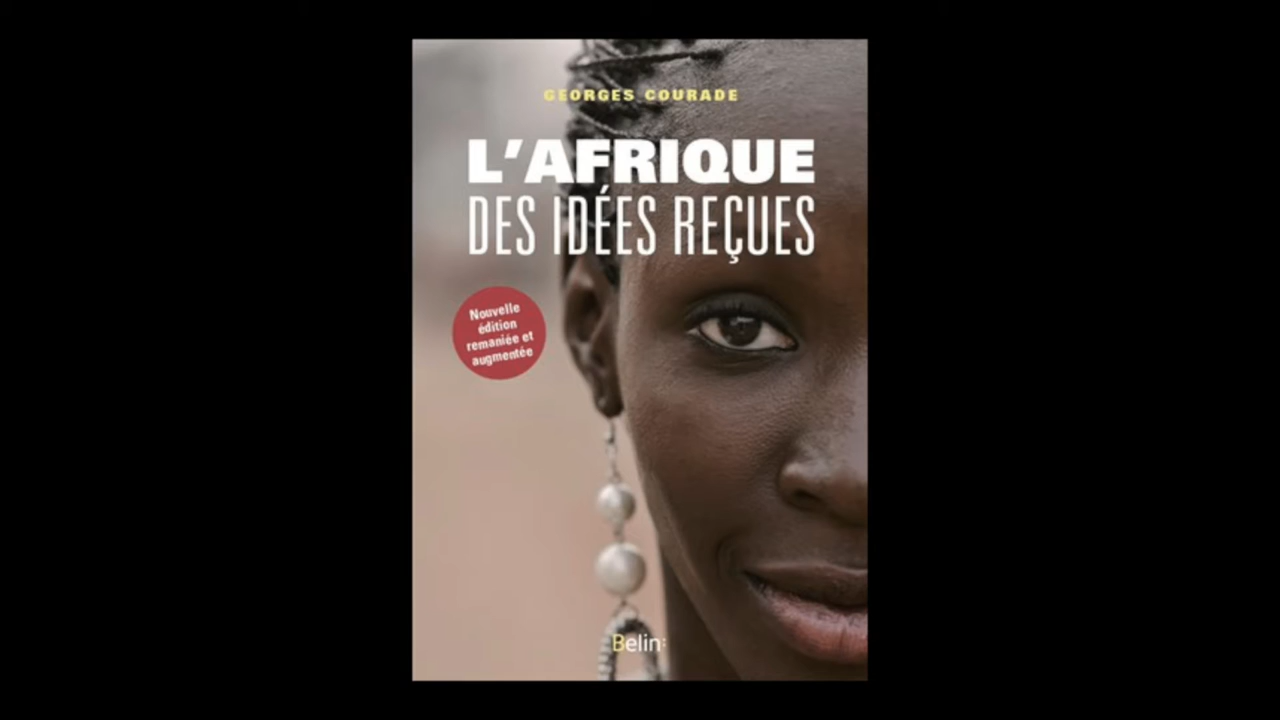 GEORGES COURADE
L'AFRIQUE
DES IDÉES REÇUES
Nouvelle
édition
remaniée et
augmentée
Belin: